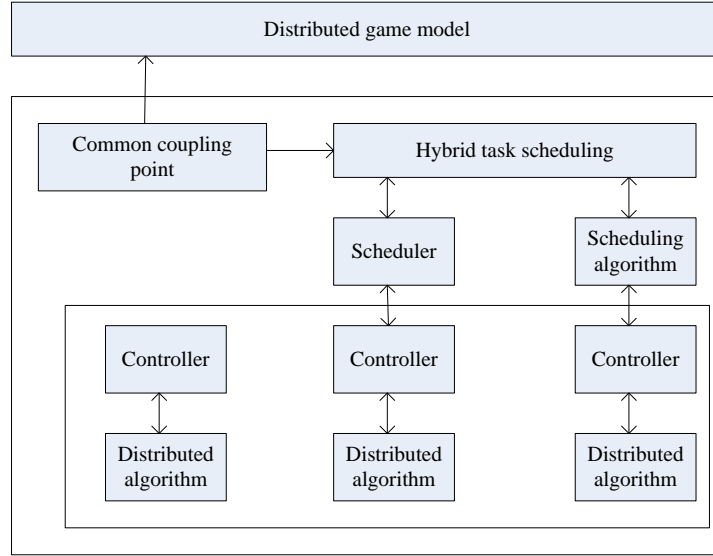 Distributed game model
Common coupling
point
Hybrid task scheduling
Scheduler
Scheduling
algorithm
Controller
Controller
Controller
Distributed
algorithm
Distributed
algorithm
Distributed
algorithm